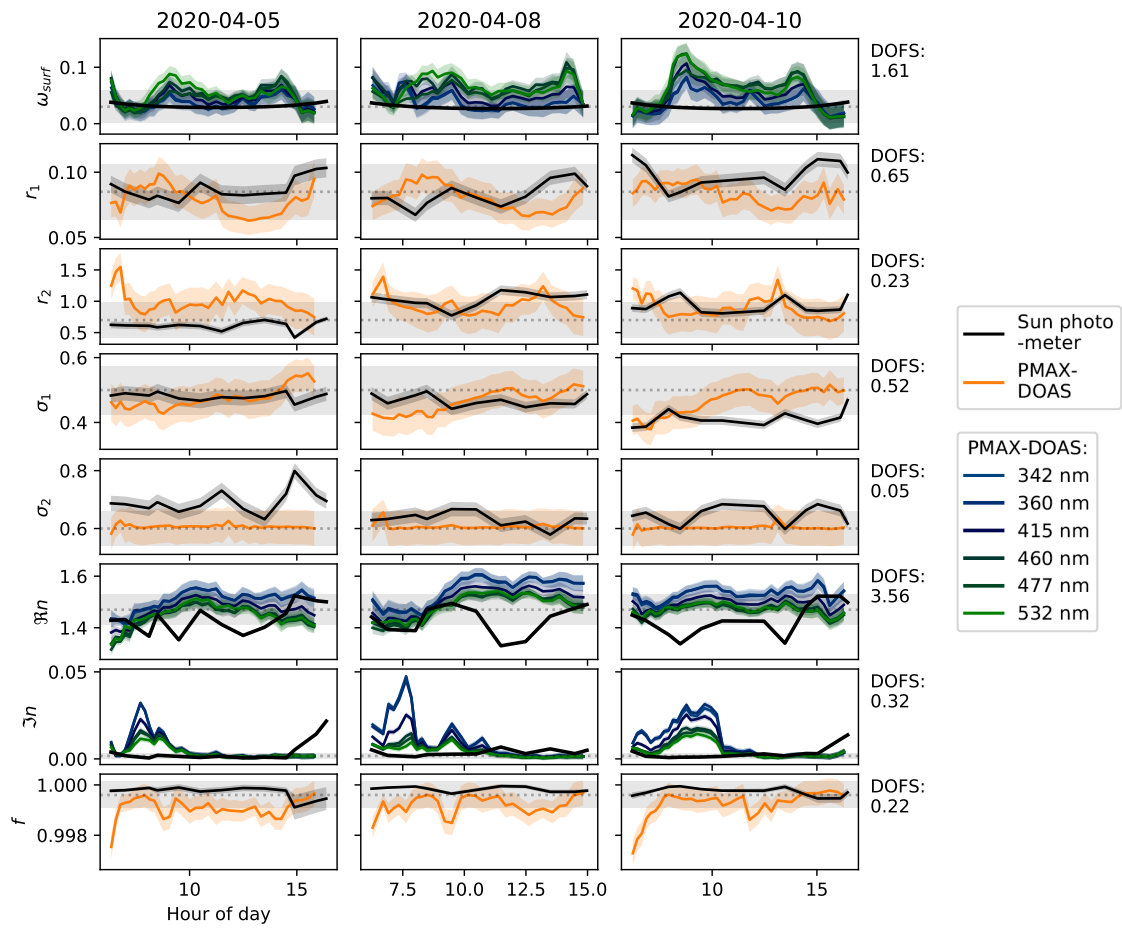 2020-04-05 2020-04-08 2020-04-10
ω_surf
0.1
0.0
DOFS:
1.61
r₁
0.10
0.05
DOFS:
0.65
r₂
1.5
1.0
0.5
DOFS:
0.23
σ₁
0.6
0.4
DOFS:
0.52
σ₂
0.8
0.6
DOFS:
0.05
ℜn
1.6
1.4
DOFS:
3.56
ℑn
0.05
0.00
DOFS:
0.32
f
1.000
0.998
DOFS:
0.22
10 15 7.5 10.0 12.5 15.0 10 15
Hour of day
Sun photo
-meter
PMAX-
DOAS
PMAX-DOAS:
342 nm
360 nm
415 nm
460 nm
477 nm
532 nm